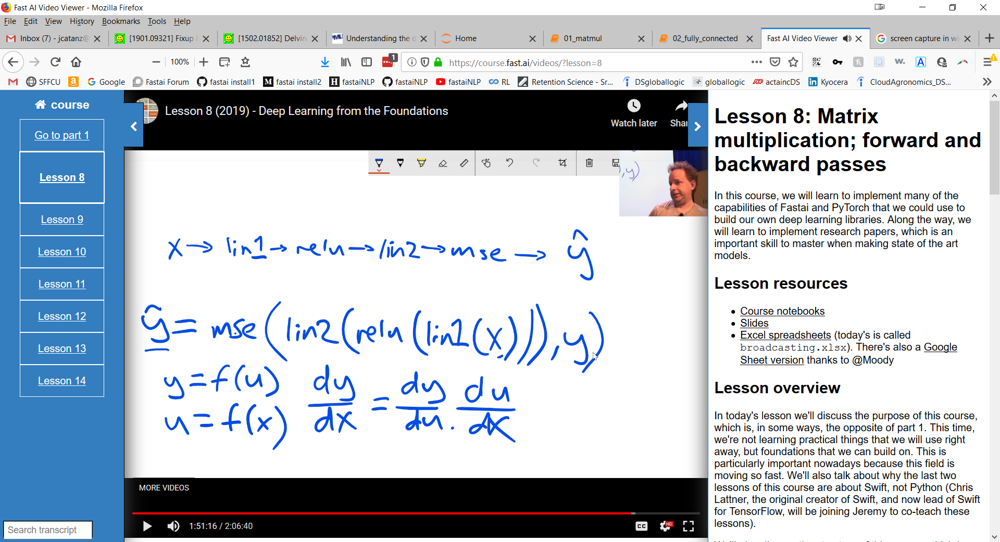 Fast AI Video Viewer - Mozilla Firefox
File Edit View History Bookmarks Tools Help
Inbox (7) - jcatanz@ [1901.09321] Fixup [1502.01852] Delvin Understanding the d Home 01_matmul 02_fully_connected Fast AI Video Viewer screen capture in wi
100% 1 https://course.fast.ai/videos/?lesson=8
SFFCU Google Fastai Forum fastai install1 fastai install2 fastaiNLP fastaiNLP fastaiNLP RL Retention Science - Sr... DSgloballogic globallogic actaincDS Kyocera CloudAgronomics_DS...
course
Go to part 1
Lesson 8
Lesson 9
Lesson 10
Lesson 11
Lesson 12
Lesson 13
Lesson 14
Search transcript
Lesson 8 (2019) - Deep Learning from the Foundations
Watch later Shar
,y)
x → lin1 → relu → lin2 → mse → ŷ
ŷ = mse(lin2(relu(lin1(x))), y)
y = f(u) dy/dx = dy/du · du/dx
u = f(x)
MORE VIDEOS
1:51:16 / 2:06:40
CC HD
Lesson 8: Matrix
multiplication; forward and
backward passes
In this course, we will learn to implement many of the
capabilities of Fastai and PyTorch that we could use to
build our own deep learning libraries. Along the way, we
will learn to implement research papers, which is an
important skill to master when making state of the art
models.
Lesson resources
• Course notebooks
• Slides
• Excel spreadsheets (today's is called
broadcasting.xlsx). There's also a Google
Sheet version thanks to @Moody
Lesson overview
In today's lesson we'll discuss the purpose of this course,
which is, in some ways, the opposite of part 1. This time,
we're not learning practical things that we will use right
away, but foundations that we can build on. This is
particularly important nowadays because this field is
moving so fast. We'll also talk about why the last two
lessons of this course are about Swift, not Python (Chris
Lattner, the original creator of Swift, and now lead of Swift
for TensorFlow, will be joining Jeremy to co-teach these
lessons).